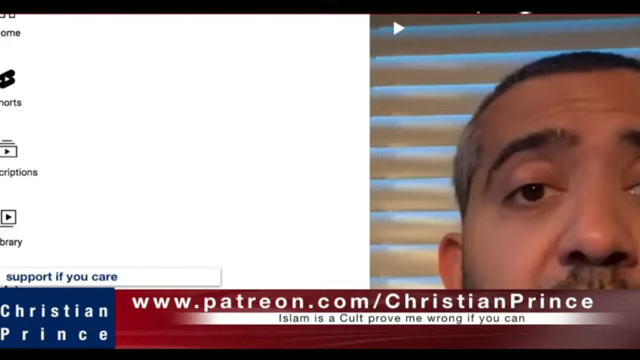 ome
horts
criptions
brary
support if you care
Christian
Prince
www.patreon.com/ChristianPrince
Islam is a Cult prove me wrong if you can